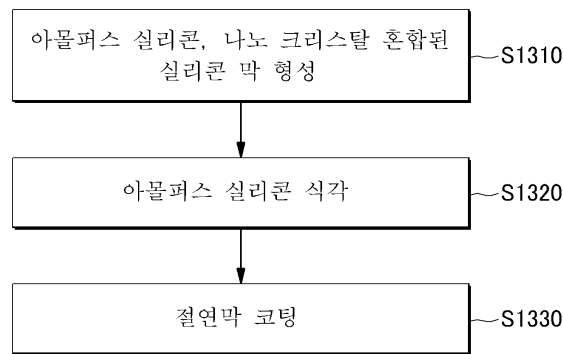 아몰퍼스 실리콘, 나노 크리스탈 혼합된
실리콘 막 형성
S1310
아몰퍼스 실리콘 식각
S1320
절연막 코팅
S1330